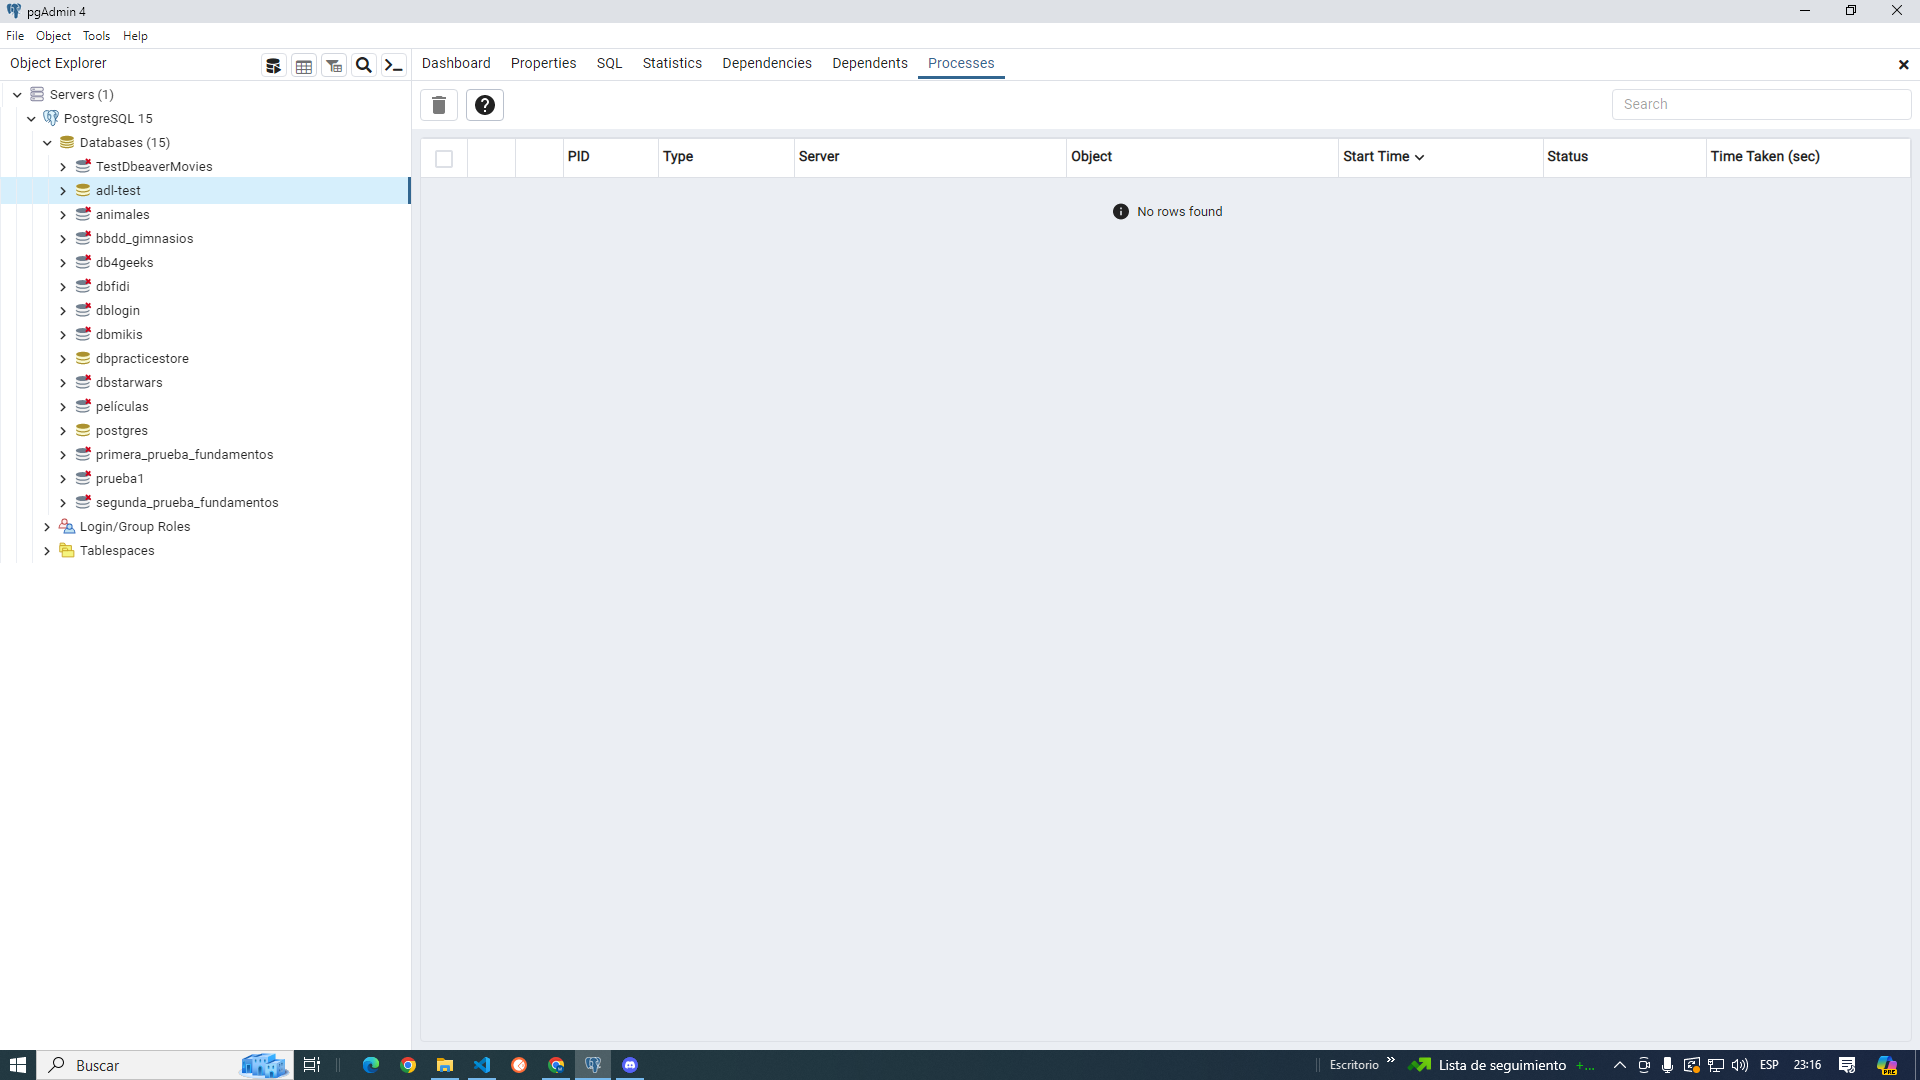 pgAdmin 4
File Object Tools Help
Object Explorer
Dashboard Properties SQL Statistics Dependencies Dependents Processes
Servers (1)
Search
PostgreSQL 15
Databases (15)
PID Type Server Object Start Time Status Time Taken (sec)
TestDbeaverMovies
adl-test
No rows found
animales
bbdd_gimnasios
db4geeks
dbfidi
dblogin
dbmikis
dbpracticestore
dbstarwars
películas
postgres
primera_prueba_fundamentos
prueba1
segunda_prueba_fundamentos
Login/Group Roles
Tablespaces
Buscar Escritorio » Lista de seguimiento +... ESP 23:16 PRE